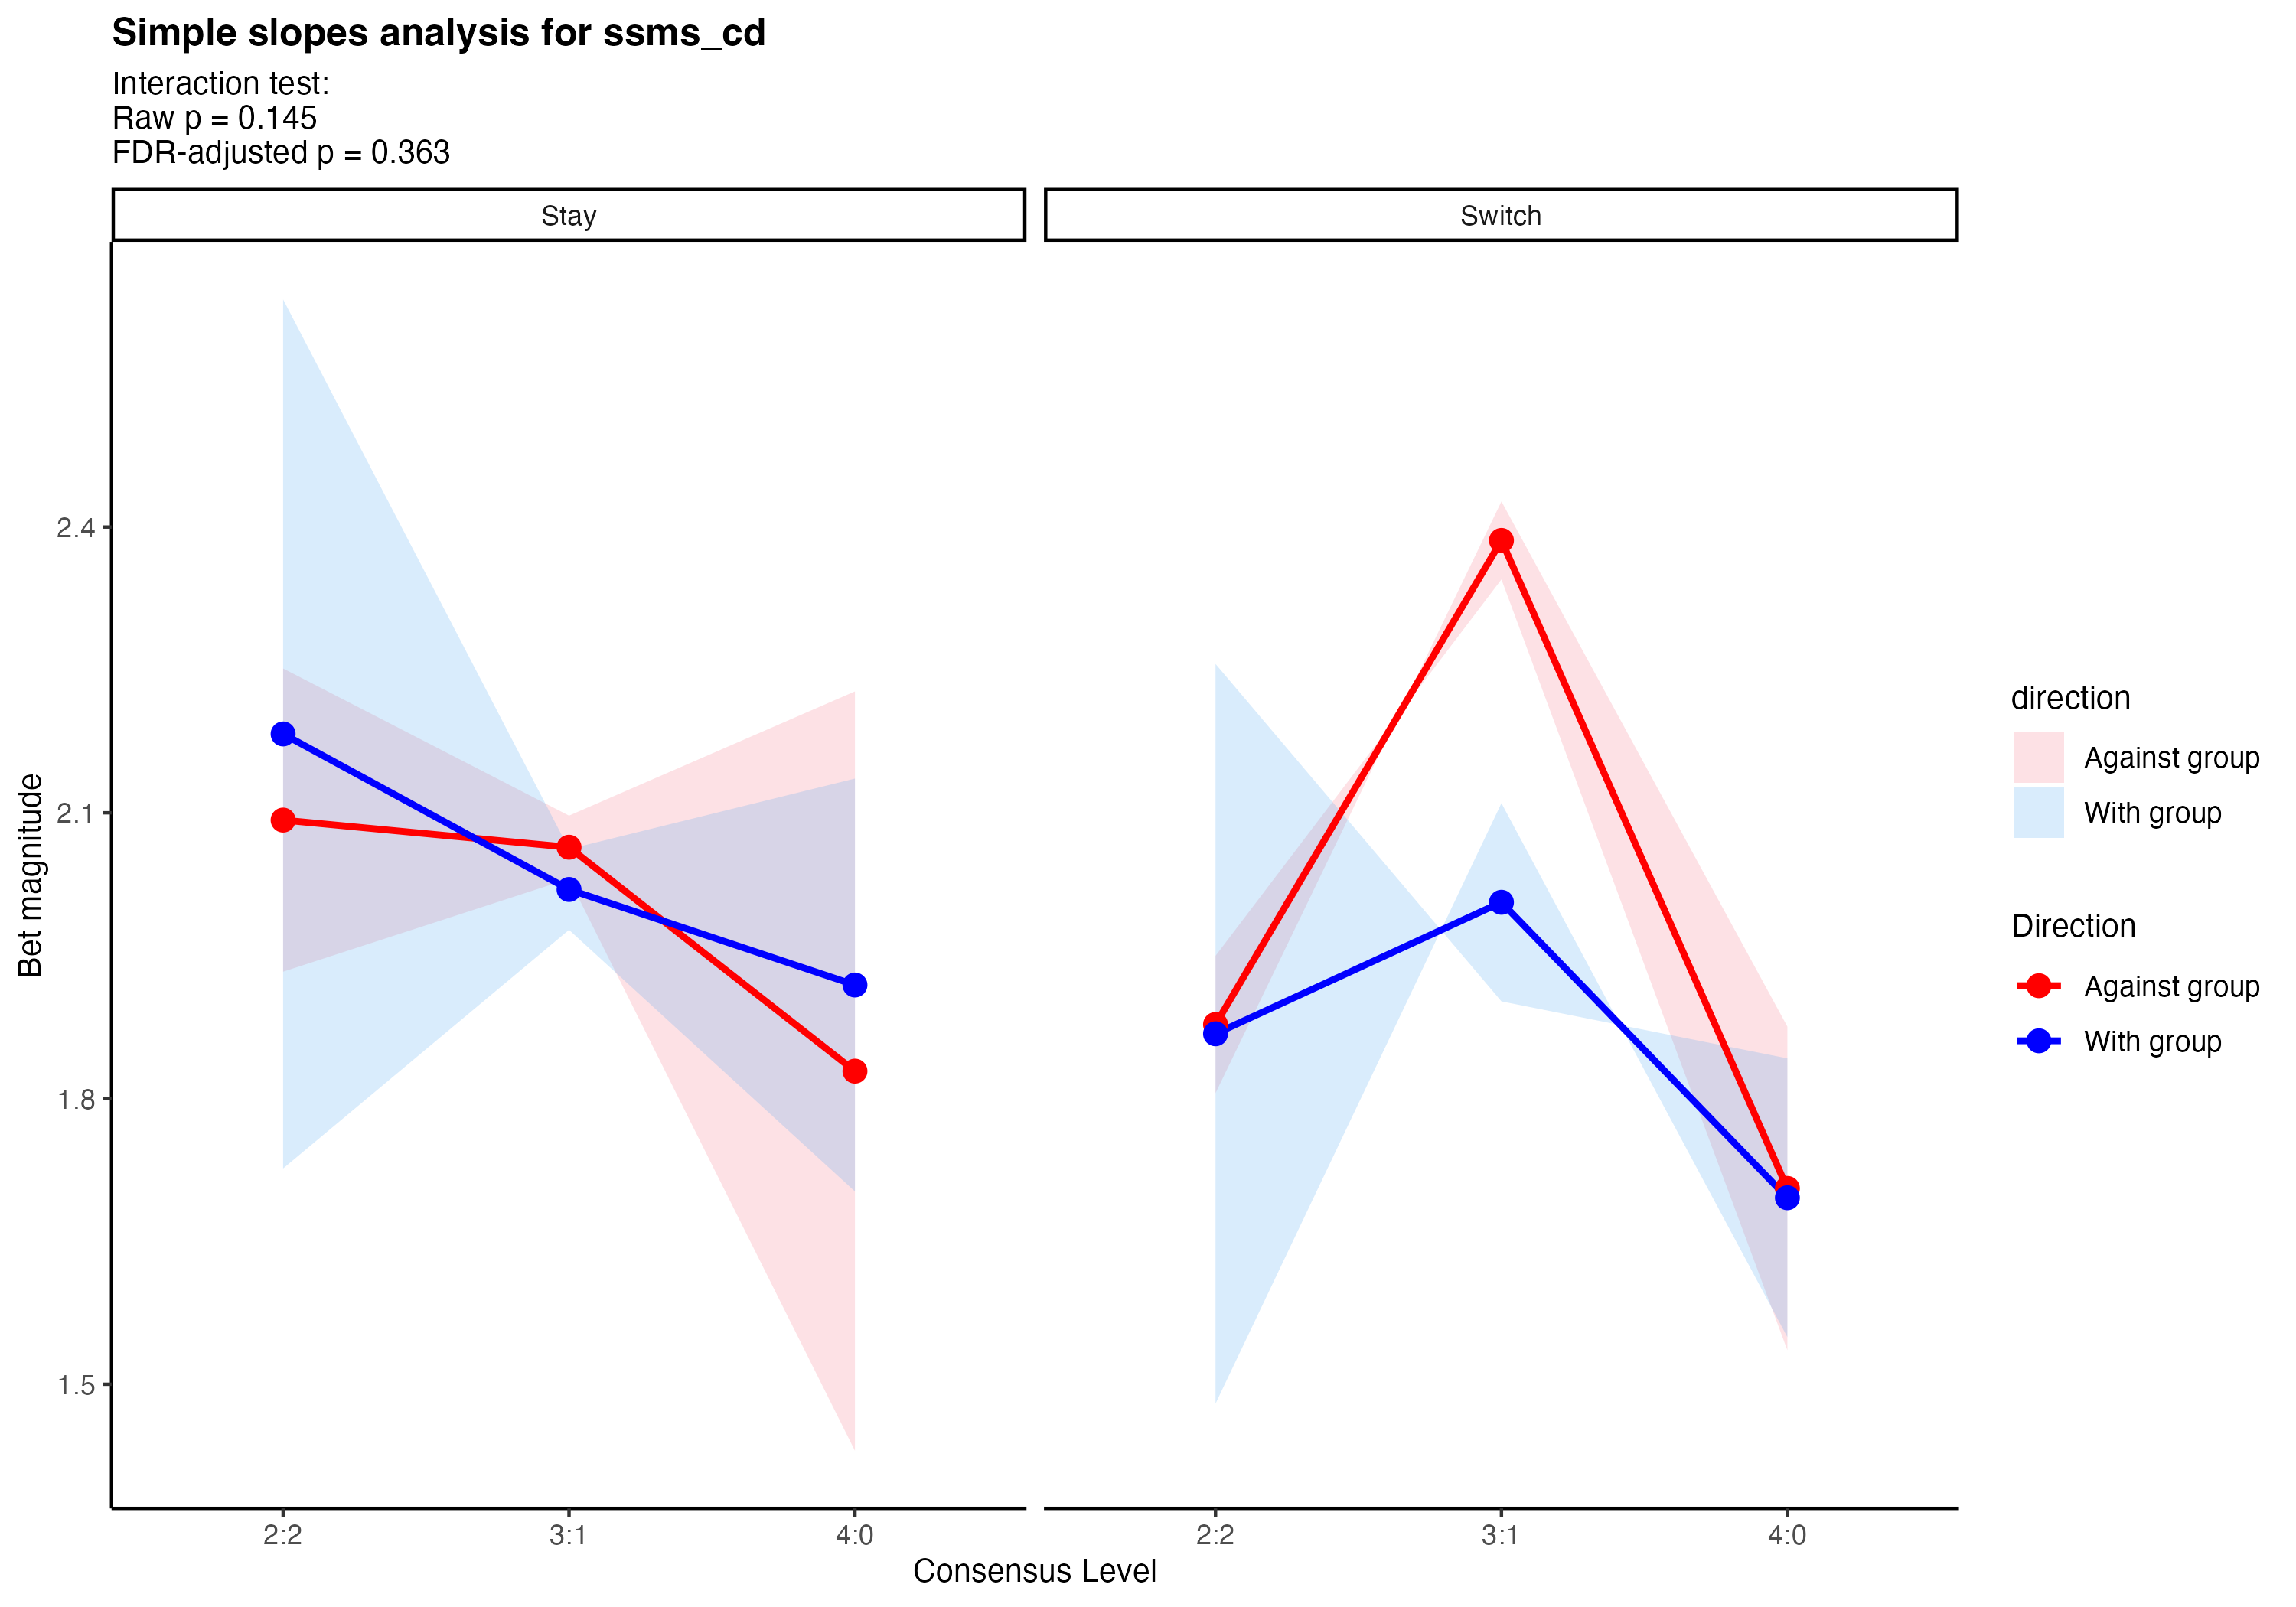 Simple slopes analysis for ssms_cd
Interaction test:
Raw p = 0.145
FDR-adjusted p = 0.363
Stay
Switch
Bet magnitude
2.4
2.1
1.8
1.5
2:2
3:1
4:0
2:2
3:1
4:0
Consensus Level
direction
Against group
With group
Direction
Against group
With group